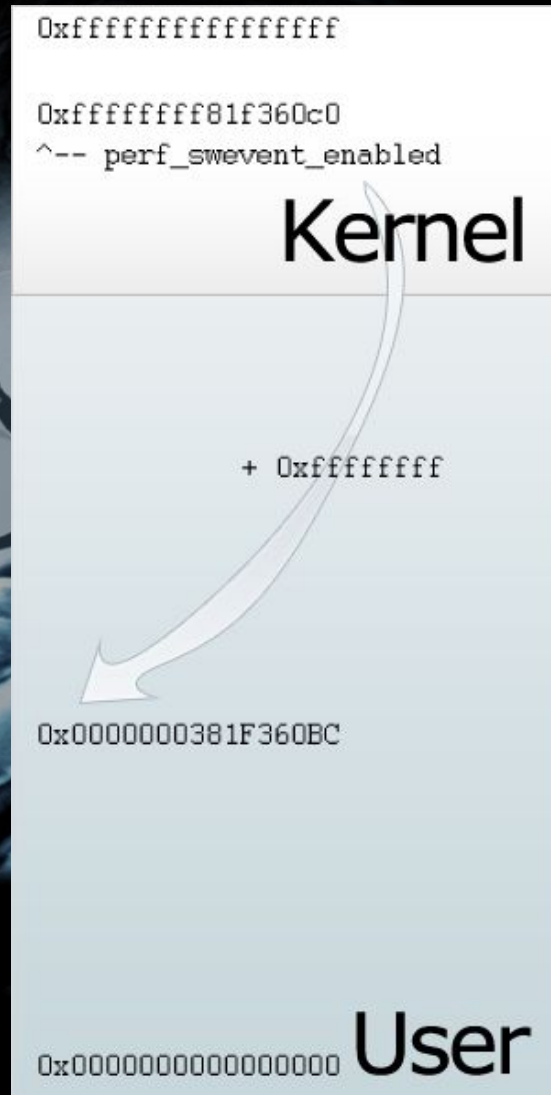 0xffffffffffffffff
0xffffffff81f360c0
^-- perf_swevent_enabled
Kernel
+ 0xffffffff
0x0000000381F360BC
0x0000000000000000 User